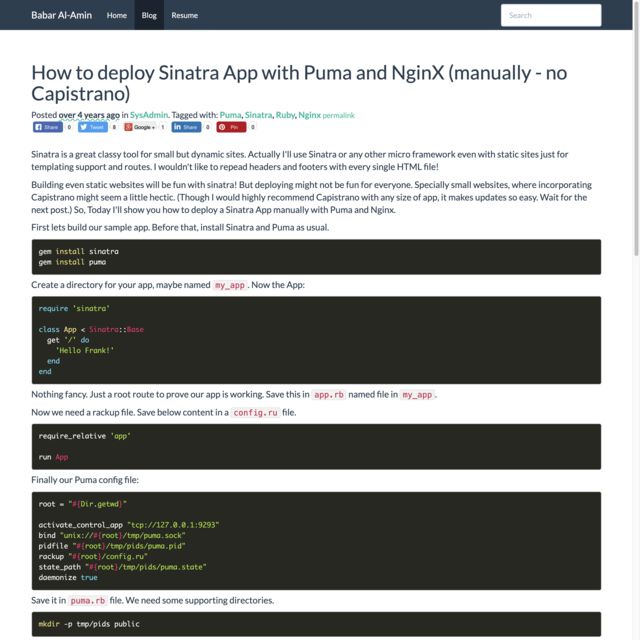 Babar Al-Amin Home Blog Resume Search
How to deploy Sinatra App with Puma and NginX (manually - no
Capistrano)
Posted over 4 years ago in SysAdmin. Tagged with: Puma, Sinatra, Ruby, Nginx permalink
Share 0 Tweet 8 Google + 1 Share 0 Pin 0
Sinatra is a great classy tool for small but dynamic sites. Actually I'll use Sinatra or any other micro framework even with static sites just for
templating support and routes. I wouldn't like to repead headers and footers with every single HTML file!
Building even static websites will be fun with sinatra! But deploying might not be fun for everyone. Specially small websites, where incorporating
Capistrano might seem a little hectic. (Though I would highly recommend Capistrano with any size of app, it makes updates so easy. Wait for the
next post.) So, Today I'll show you how to deploy a Sinatra App manually with Puma and Nginx.
First lets build our sample app. Before that, install Sinatra and Puma as usual.
gem install sinatra
gem install puma
Create a directory for your app, maybe named my_app. Now the App:
require 'sinatra'
class App < Sinatra::Base
get '/' do
'Hello Frank!'
end
end
Nothing fancy. Just a root route to prove our app is working. Save this in app.rb named file in my_app.
Now we need a rackup file. Save below content in a config.ru file.
require_relative 'app'
run App
Finally our Puma config file:
root = "#{Dir.getwd}"
activate_control_app "tcp://127.0.0.1:9293"
bind "unix://#{root}/tmp/puma.sock"
pidfile "#{root}/tmp/pids/puma.pid"
rackup "#{root}/config.ru"
state_path "#{root}/tmp/pids/puma.state"
daemonize true
Save it in puma.rb file. We need some supporting directories.
mkdir -p tmp/pids public